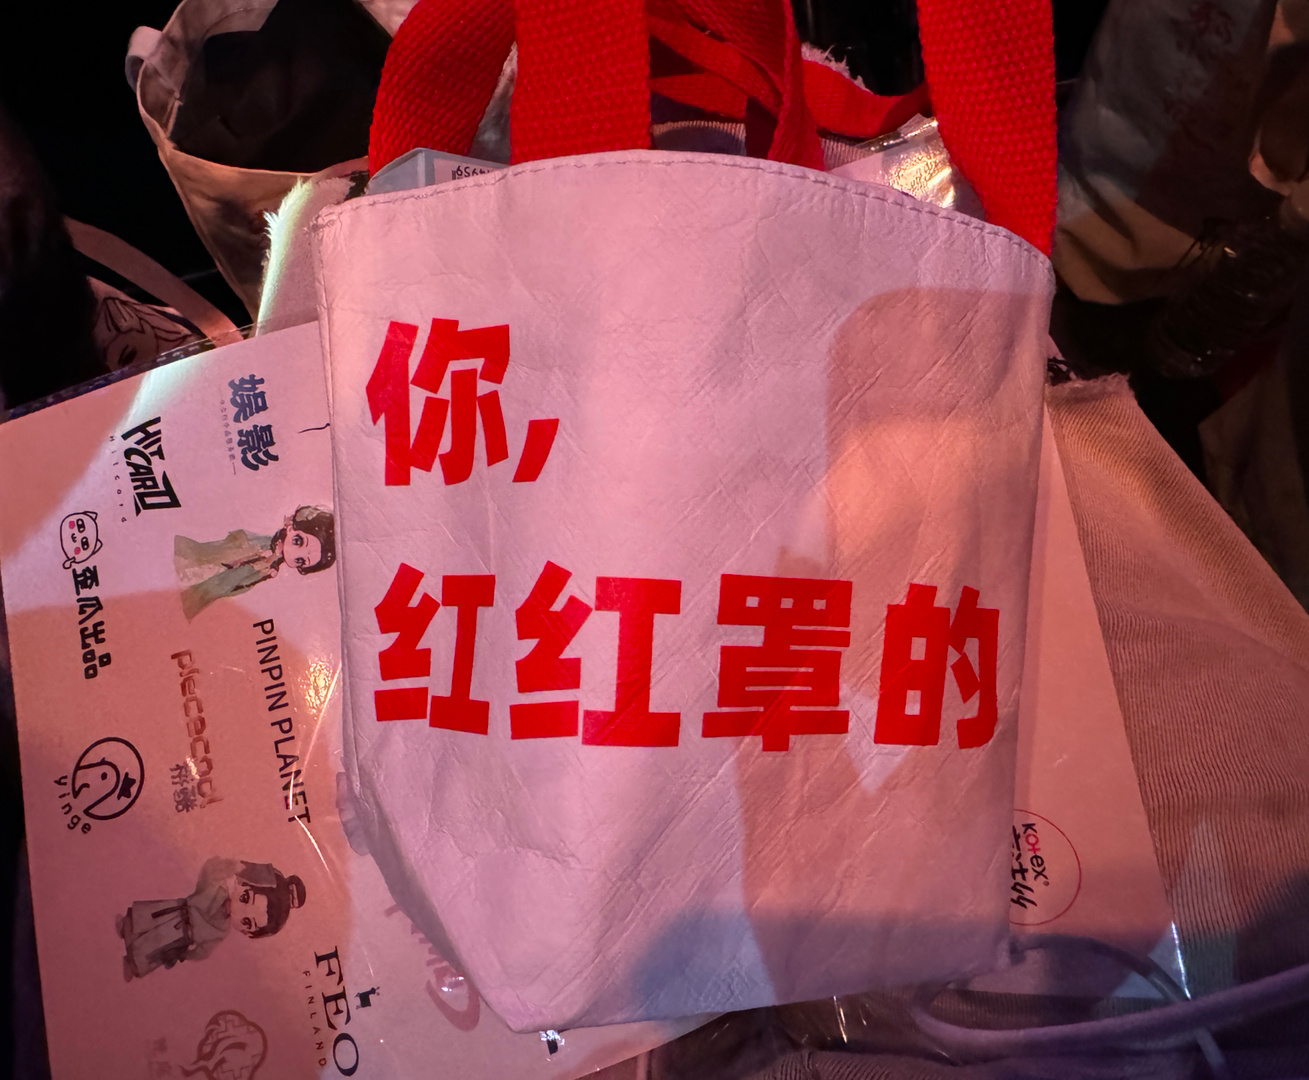 你,
红红罩的
娱影
HITCARD
Hitcard
歪瓜出品
PINPIN PLANET
piececool
拼酷
yinge
FEO
FINLAND
kotex